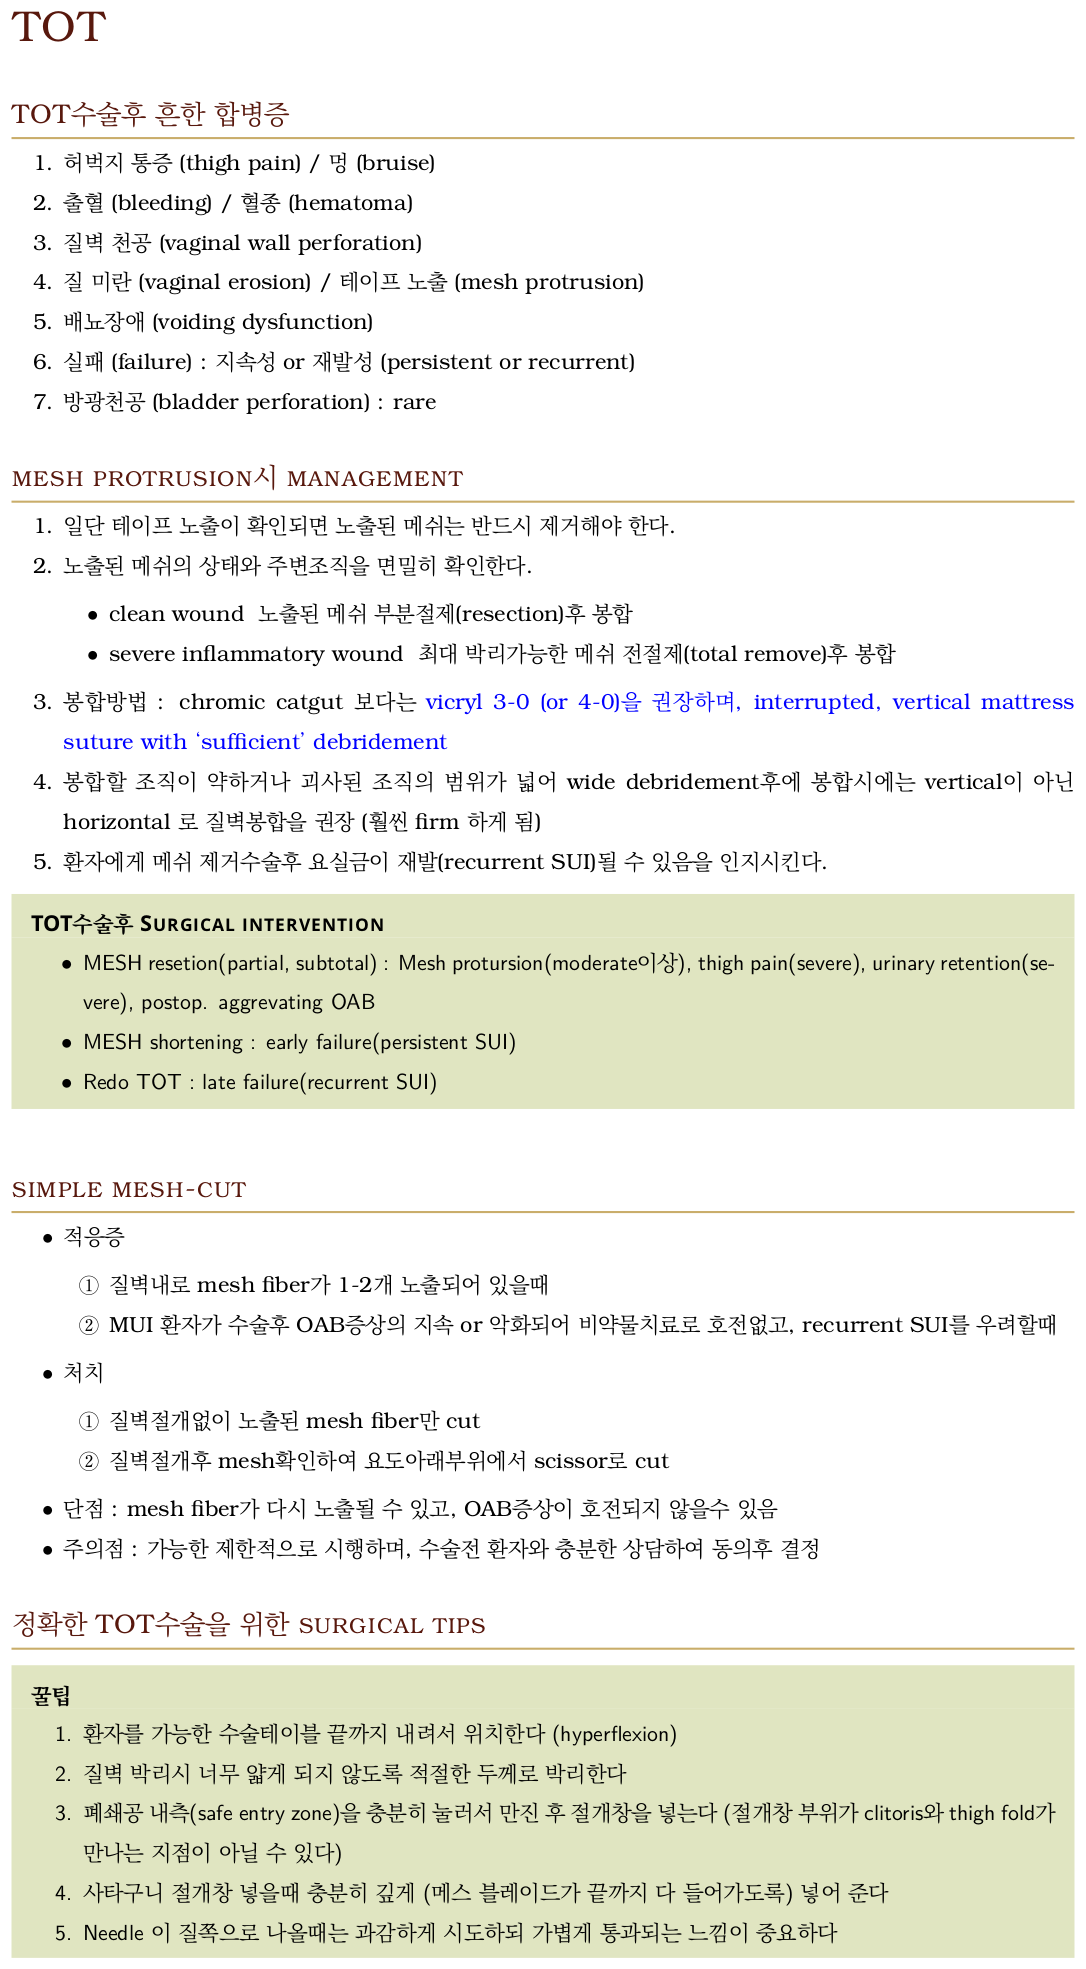 TOT
TOT수술후 흔한 합병증
1. 허벅지 통증 (thigh pain) / 멍 (bruise)
2. 출혈 (bleeding) / 혈종 (hematoma)
3. 질벽 천공 (vaginal wall perforation)
4. 질 미란 (vaginal erosion) / 테이프 노출 (mesh protrusion)
5. 배뇨장애 (voiding dysfunction)
6. 실패 (failure) : 지속성 or 재발성 (persistent or recurrent)
7. 방광천공 (bladder perforation) : rare
MESH PROTRUSION시 MANAGEMENT
1. 일단 테이프 노출이 확인되면 노출된 메쉬는 반드시 제거해야 한다.
2. 노출된 메쉬의 상태와 주변조직을 면밀히 확인한다.
• clean wound 노출된 메쉬 부분절제(resection)후 봉합
• severe inflammatory wound 최대 박리가능한 메쉬 전절제(total remove)후 봉합
3. 봉합방법 : chromic catgut 보다는 vicryl 3-0 (or 4-0)을 권장하며, interrupted, vertical mattress
suture with ‘sufficient’ debridement
4. 봉합할 조직이 약하거나 괴사된 조직의 범위가 넓어 wide debridement후에 봉합시에는 vertical이 아닌
horizontal 로 질벽봉합을 권장 (훨씬 firm 하게 됨)
5. 환자에게 메쉬 제거수술후 요실금이 재발(recurrent SUI)될 수 있음을 인지시킨다.
TOT수술후 SURGICAL INTERVENTION
• MESH resetion(partial, subtotal) : Mesh protursion(moderate이상), thigh pain(severe), urinary retention(se-
vere), postop. aggrevating OAB
• MESH shortening : early failure(persistent SUI)
• Redo TOT : late failure(recurrent SUI)
SIMPLE MESH-CUT
• 적응증
① 질벽내로 mesh fiber가 1-2개 노출되어 있을때
② MUI 환자가 수술후 OAB증상의 지속 or 악화되어 비약물치료로 호전없고, recurrent SUI를 우려할때
• 처치
① 질벽절개없이 노출된 mesh fiber만 cut
② 질벽절개후 mesh확인하여 요도아래부위에서 scissor로 cut
• 단점 : mesh fiber가 다시 노출될 수 있고, OAB증상이 호전되지 않을수 있음
• 주의점 : 가능한 제한적으로 시행하며, 수술전 환자와 충분한 상담하여 동의후 결정
정확한 TOT수술을 위한 SURGICAL TIPS
꿀팁
1. 환자를 가능한 수술테이블 끝까지 내려서 위치한다 (hyperflexion)
2. 질벽 박리시 너무 얇게 되지 않도록 적절한 두께로 박리한다
3. 폐쇄공 내측(safe entry zone)을 충분히 눌러서 만진 후 절개창을 넣는다 (절개창 부위가 clitoris와 thigh fold가
만나는 지점이 아닐 수 있다)
4. 사타구니 절개창 넣을때 충분히 깊게 (메스 블레이드가 끝까지 다 들어가도록) 넣어 준다
5. Needle 이 질쪽으로 나올때는 과감하게 시도하되 가볍게 통과되는 느낌이 중요하다